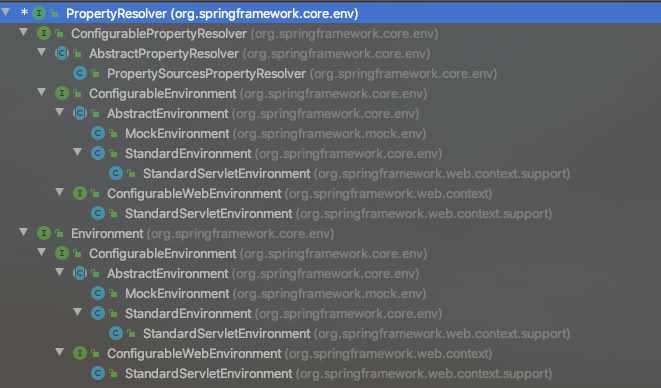 * I PropertyResolver (org.springframework.core.env)
I ConfigurablePropertyResolver (org.springframework.core.env)
C AbstractPropertyResolver (org.springframework.core.env)
C PropertySourcesPropertyResolver (org.springframework.core.env)
I ConfigurableEnvironment (org.springframework.core.env)
C AbstractEnvironment (org.springframework.core.env)
C MockEnvironment (org.springframework.mock.env)
C StandardEnvironment (org.springframework.core.env)
C StandardServletEnvironment (org.springframework.web.context.support)
I ConfigurableWebEnvironment (org.springframework.web.context)
C StandardServletEnvironment (org.springframework.web.context.support)
I Environment (org.springframework.core.env)
I ConfigurableEnvironment (org.springframework.core.env)
C AbstractEnvironment (org.springframework.core.env)
C MockEnvironment (org.springframework.mock.env)
C StandardEnvironment (org.springframework.core.env)
C StandardServletEnvironment (org.springframework.web.context.support)
I ConfigurableWebEnvironment (org.springframework.web.context)
C StandardServletEnvironment (org.springframework.web.context.support)